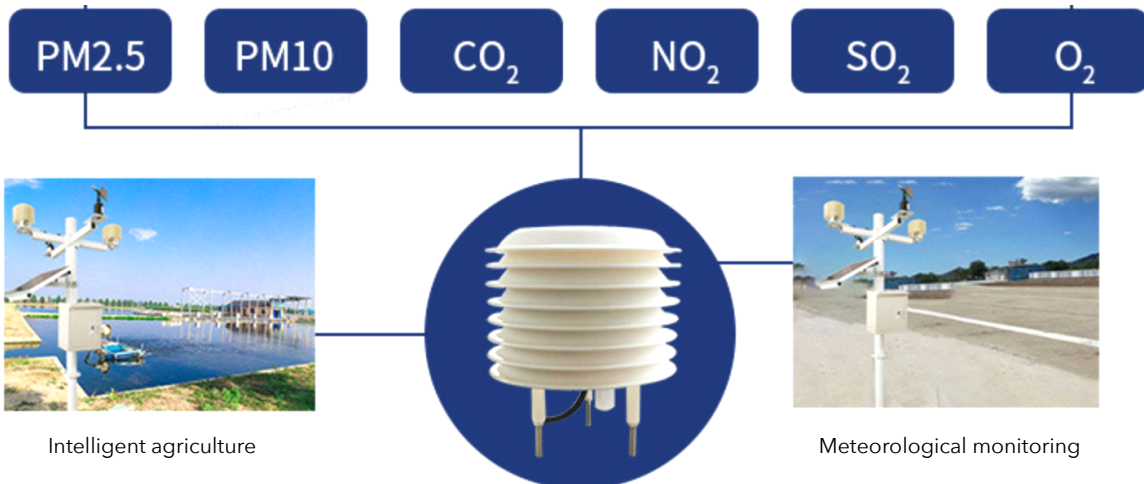 PM2.5 PM10 CO₂ NO₂ SO₂ O₂
Intelligent agriculture
Meteorological monitoring